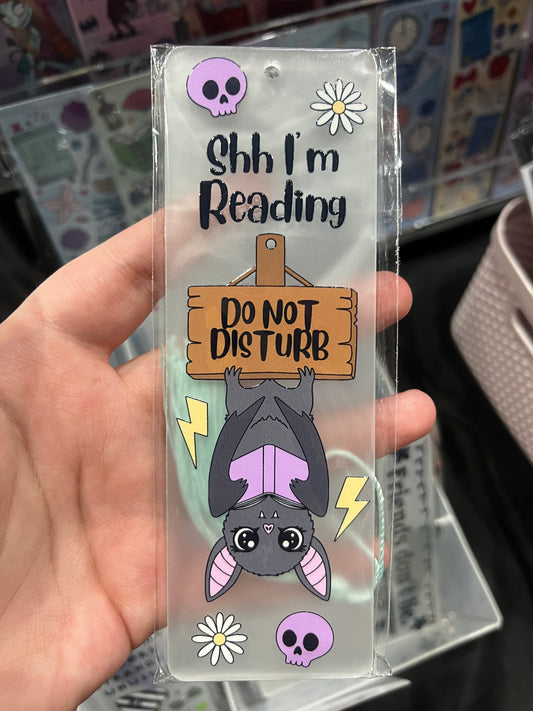 Shh I'm
Reading
DO NOT
DISTURB